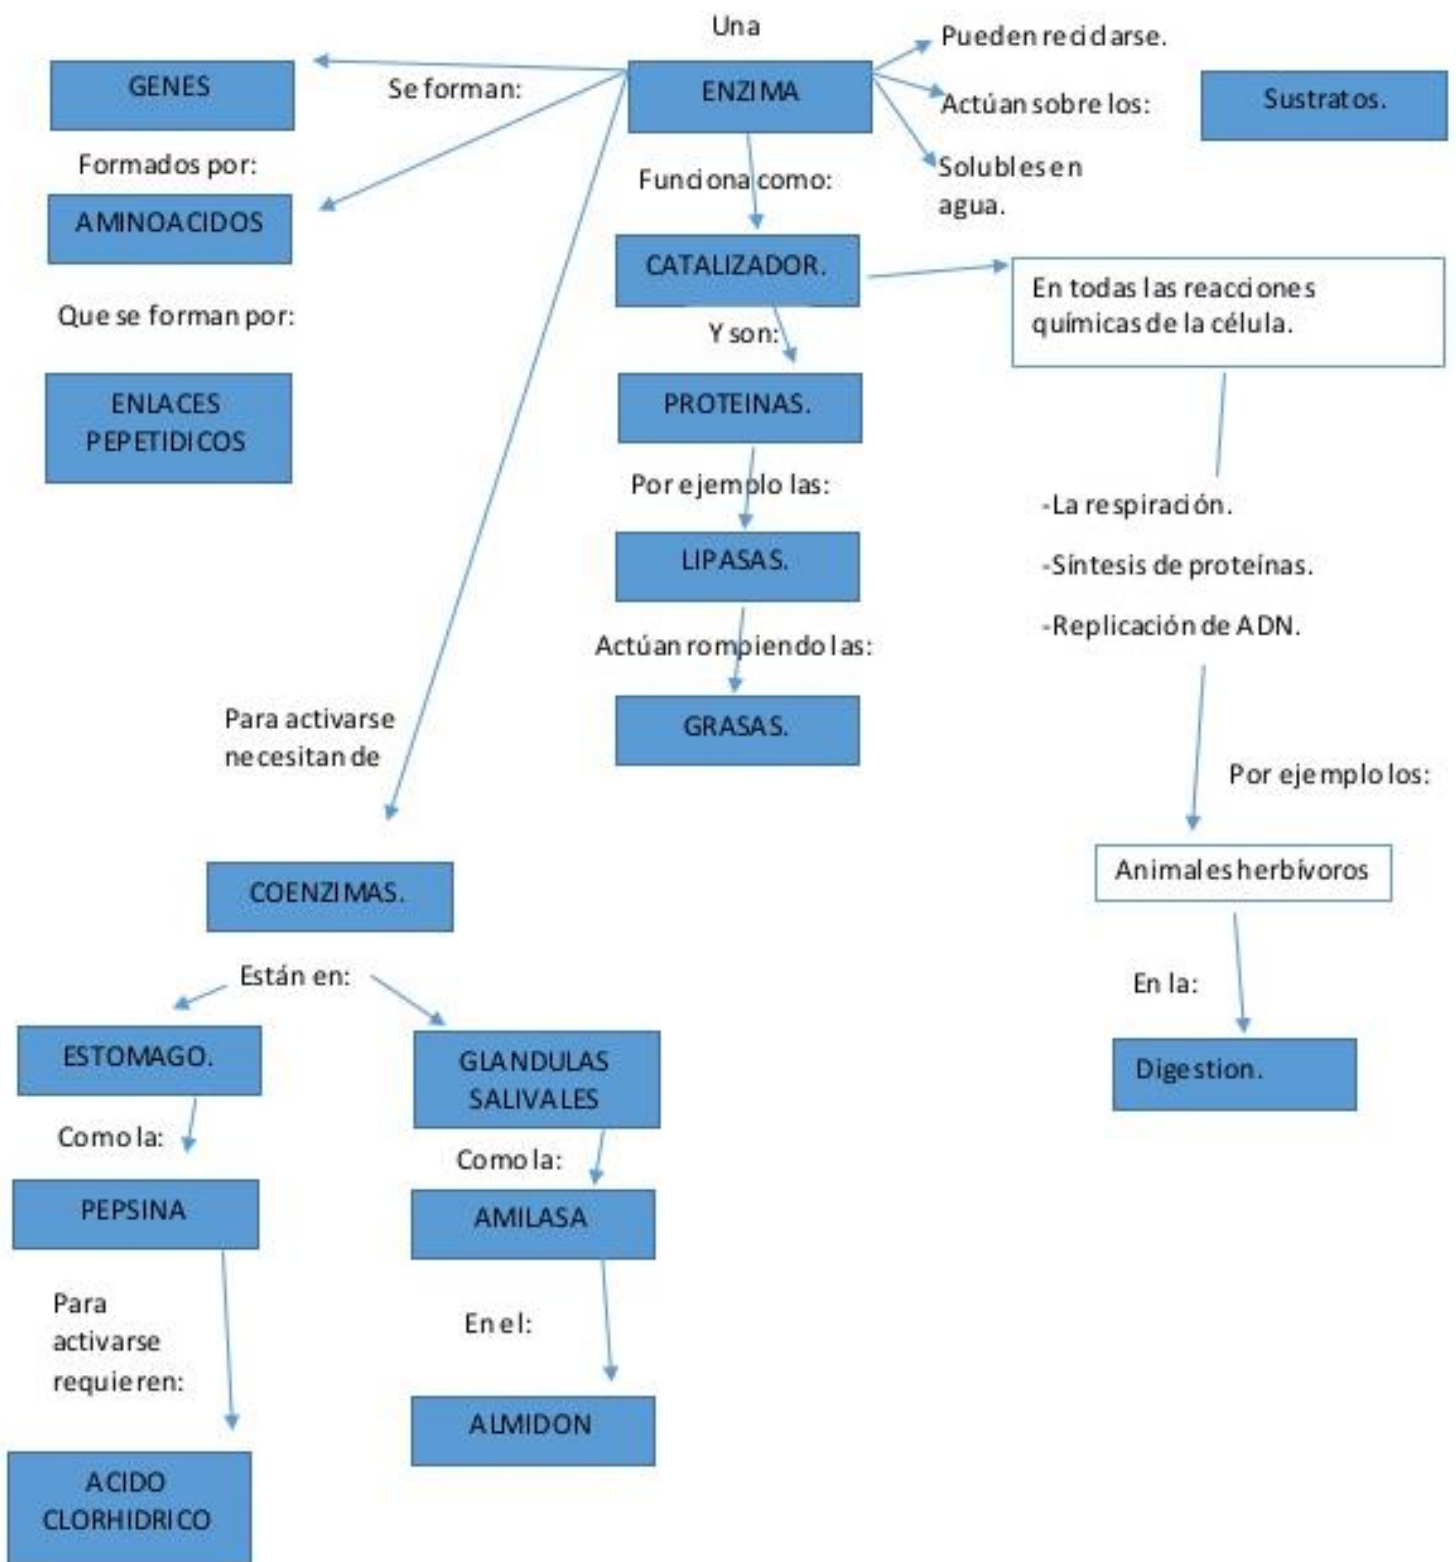 Una
ENZIMA
Pueden reciclarse.
Actúan sobre los:
Sustratos.
Solubles en
agua.
Se forman:
GENES
Formados por:
AMINOACIDOS
Que se forman por:
ENLACES
PEPETIDICOS
Funciona como:
CATALIZADOR.
En todas las reacciones
químicas de la célula.
Y son:
PROTEINAS.
Por ejemplo las:
LIPASAS.
Actúan rompiendo las:
GRASAS.
-La respiración.
-Síntesis de proteínas.
-Replicación de ADN.
Por ejemplo los:
Animales herbívoros
En la:
Digestion.
Para activarse
necesitan de
COENZIMAS.
Están en:
ESTOMAGO.
Como la:
PEPSINA
Para
activarse
requieren:
ACIDO
CLORHIDRICO
GLANDULAS
SALIVALES
Como la:
AMILASA
En el:
ALMIDON